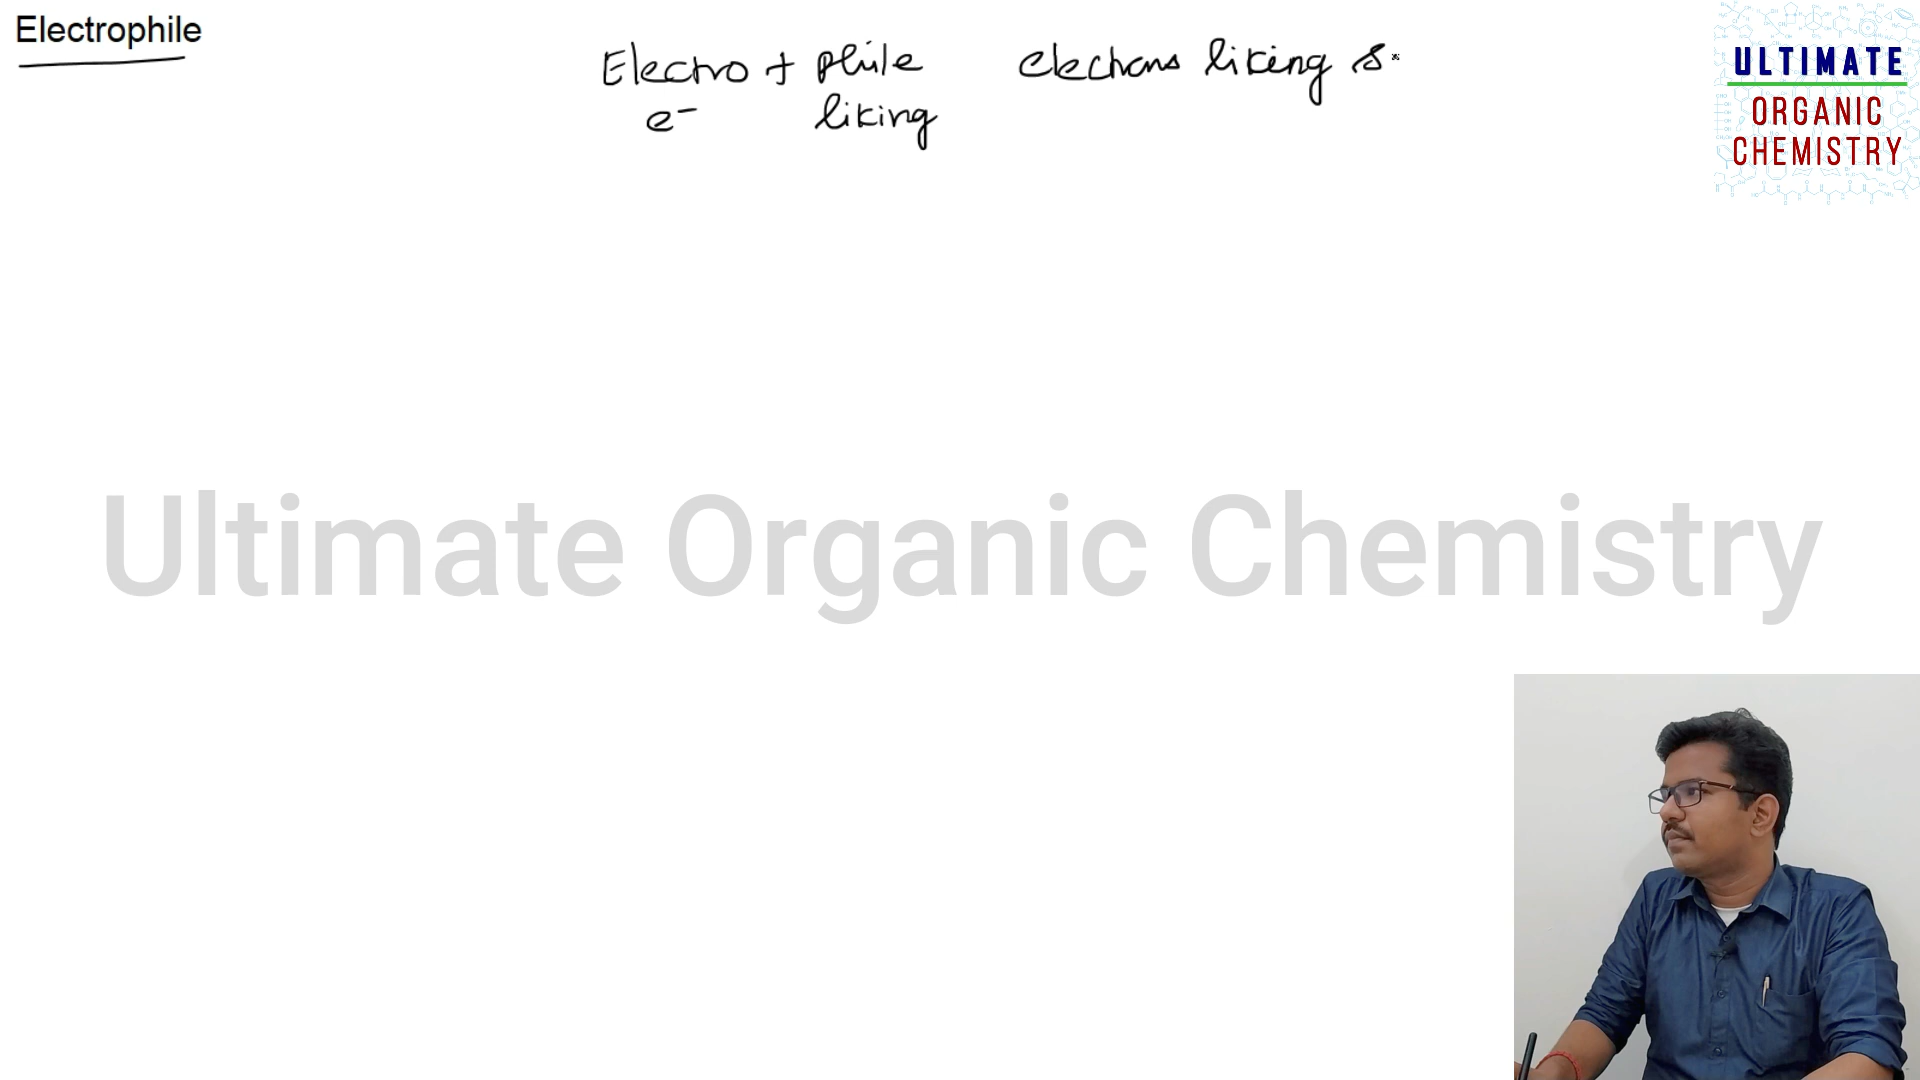 Electrophile
Electro + phile electrons liking
e⁻ liking
ULTIMATE
ORGANIC
CHEMISTRY
Ultimate Organic Chemistry